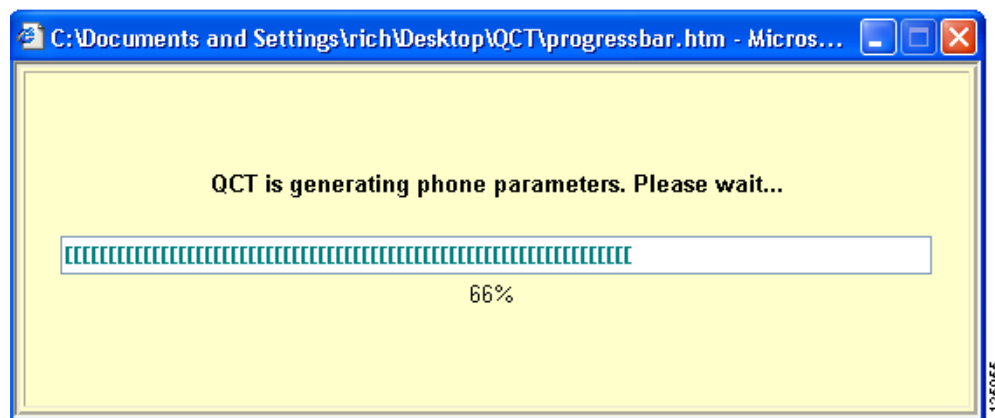 C:\Documents and Settings\rich\Desktop\QCT\progressbar.htm - Micros...
QCT is generating phone parameters. Please wait...
[[[[[[[[[[[[[[[[[[[[[[[[[[[[[[[[[[[[[[[[[[[[[[[[[[[[[[[[[[[[[[[[[[
66%